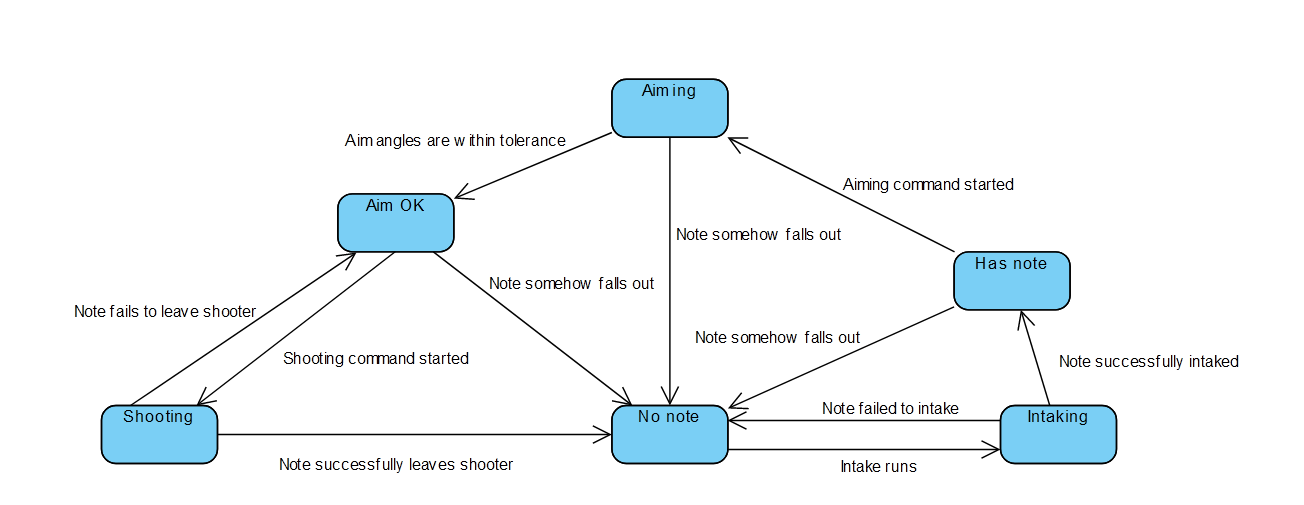 Aiming
Aim angles are within tolerance
Aiming command started
Aim OK
Note somehow falls out
Has note
Note somehow falls out
Note fails to leave shooter
Note somehow falls out
Shooting command started
Note successfully intaked
Note failed to intake
Shooting
No note
Intaking
Note successfully leaves shooter
Intake runs